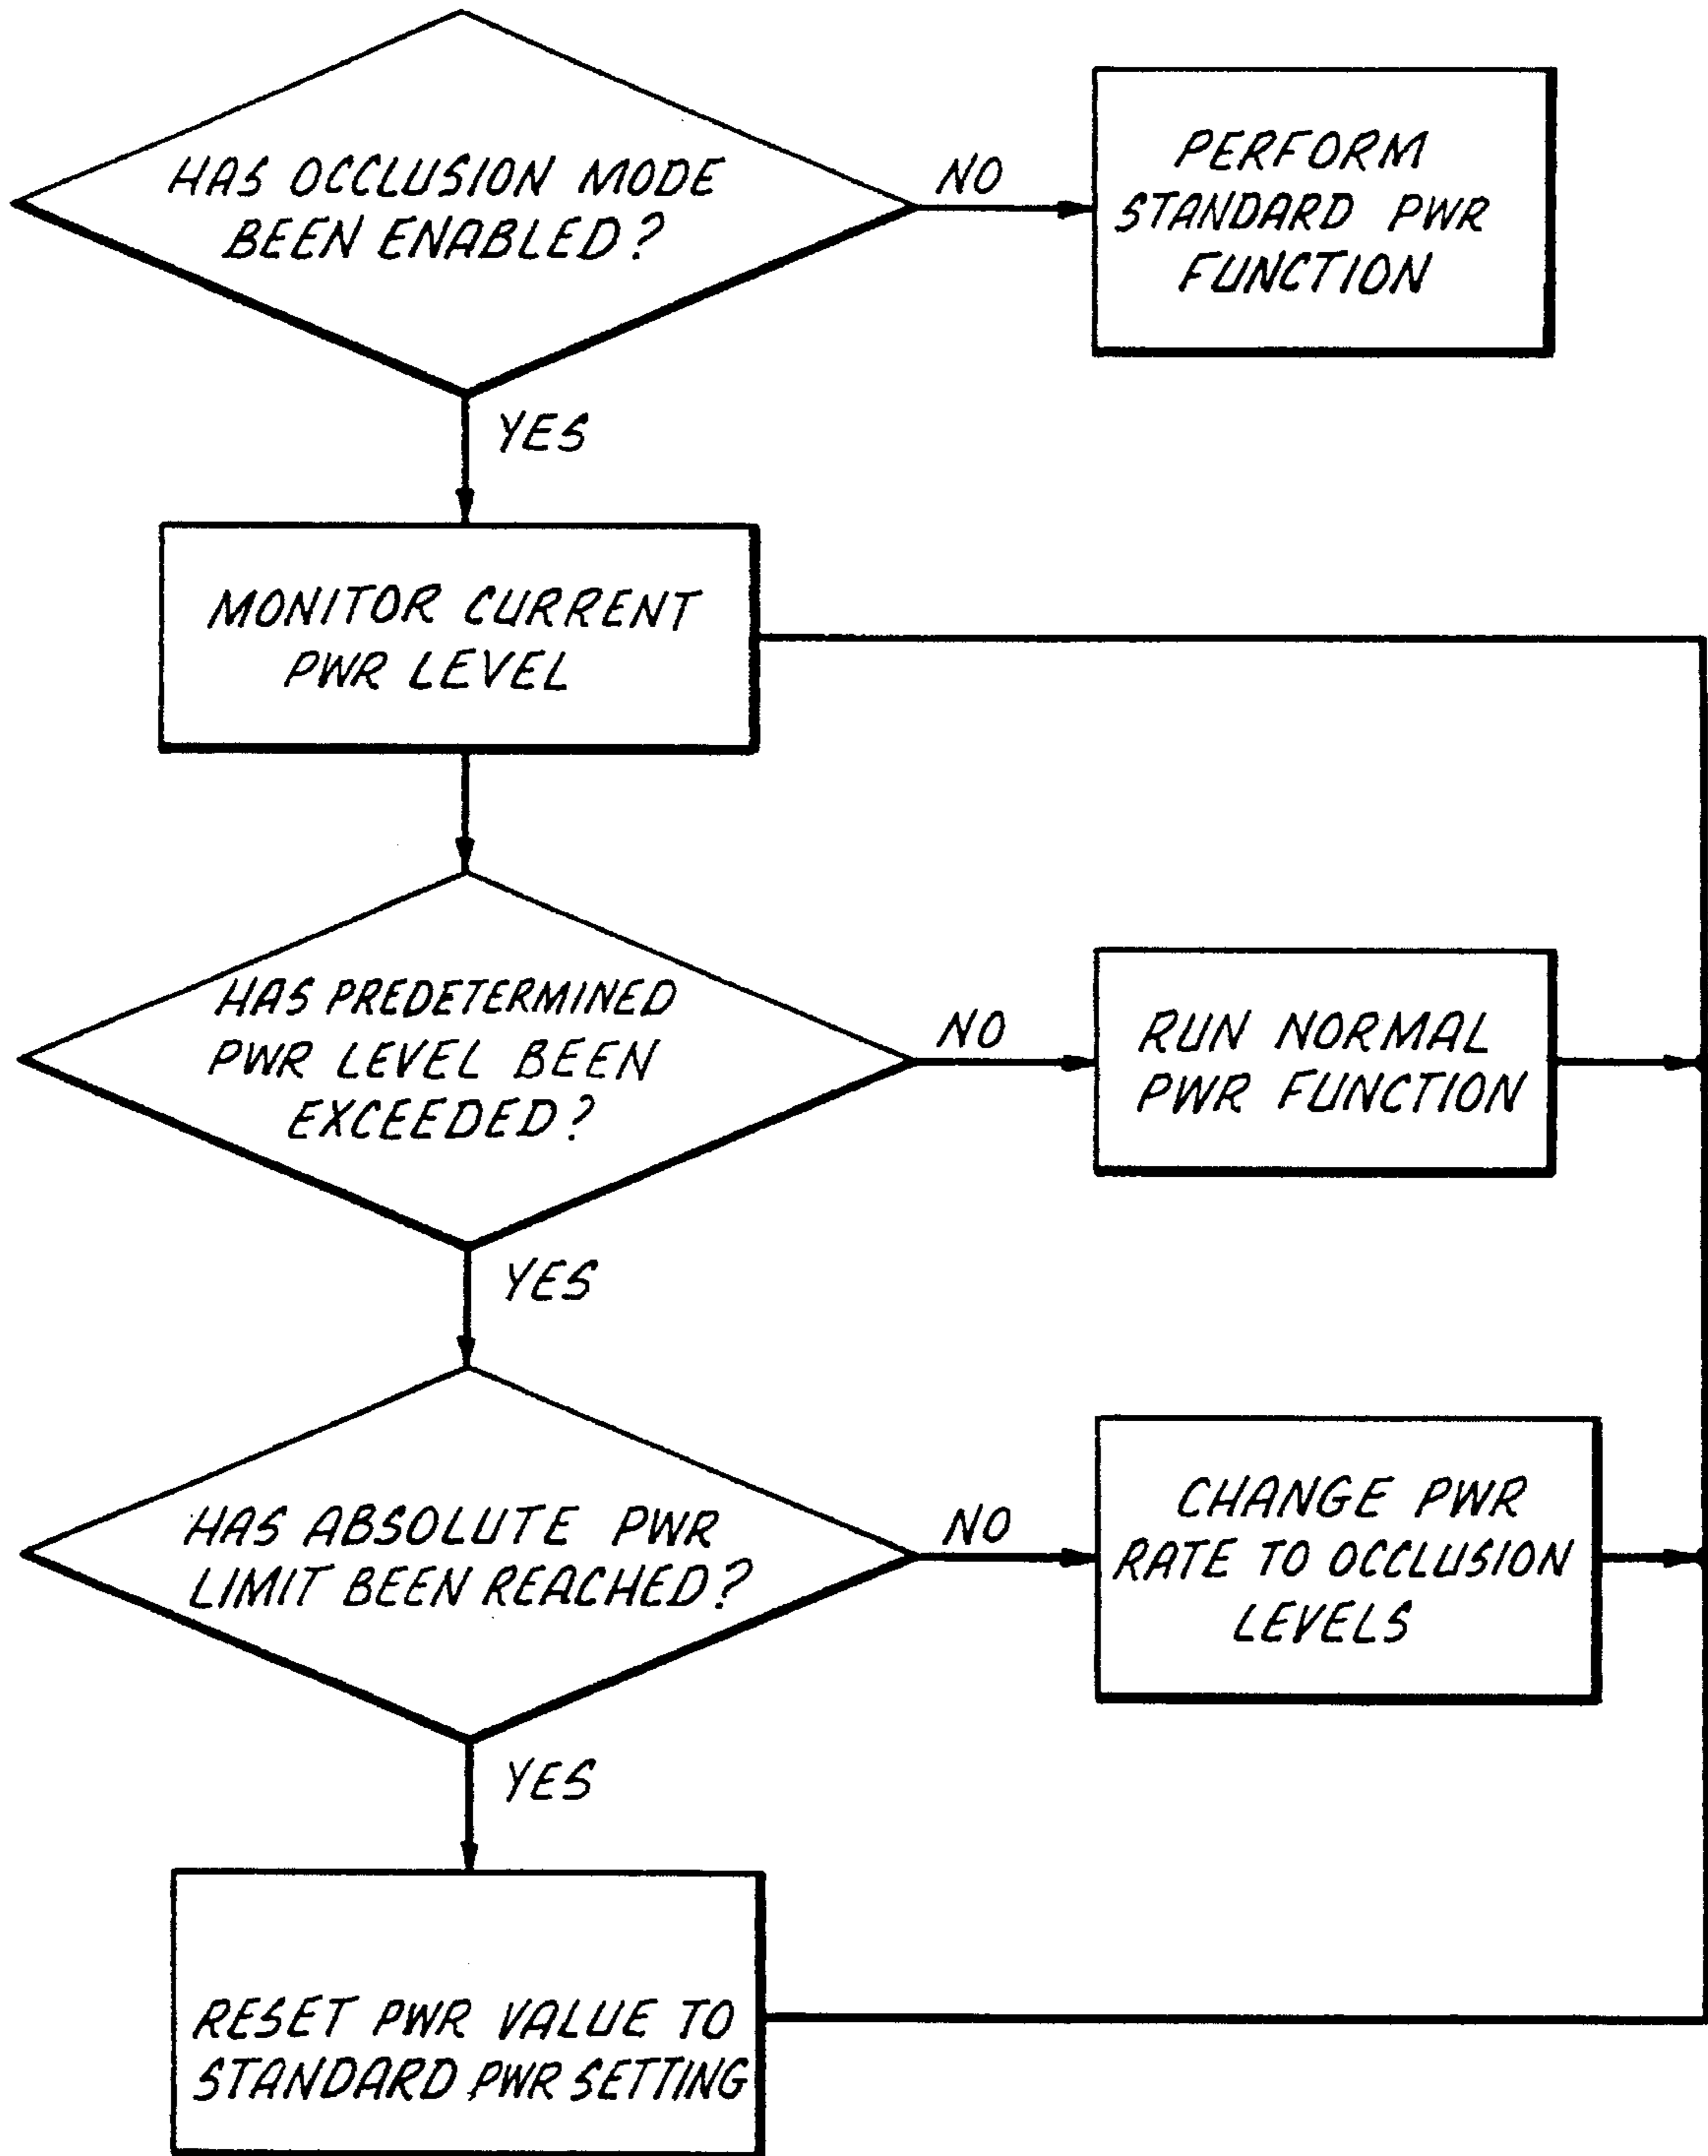 HAS OCCLUSION MODE
BEEN ENABLED?
NO
PERFORM
STANDARD PWR
FUNCTION
YES
MONITOR CURRENT
PWR LEVEL
HAS PREDETERMINED
PWR LEVEL BEEN
EXCEEDED?
NO
RUN NORMAL
PWR FUNCTION
YES
HAS ABSOLUTE PWR
LIMIT BEEN REACHED?
NO
CHANGE PWR
RATE TO OCCLUSION
LEVELS
YES
RESET PWR VALUE TO
STANDARD PWR SETTING